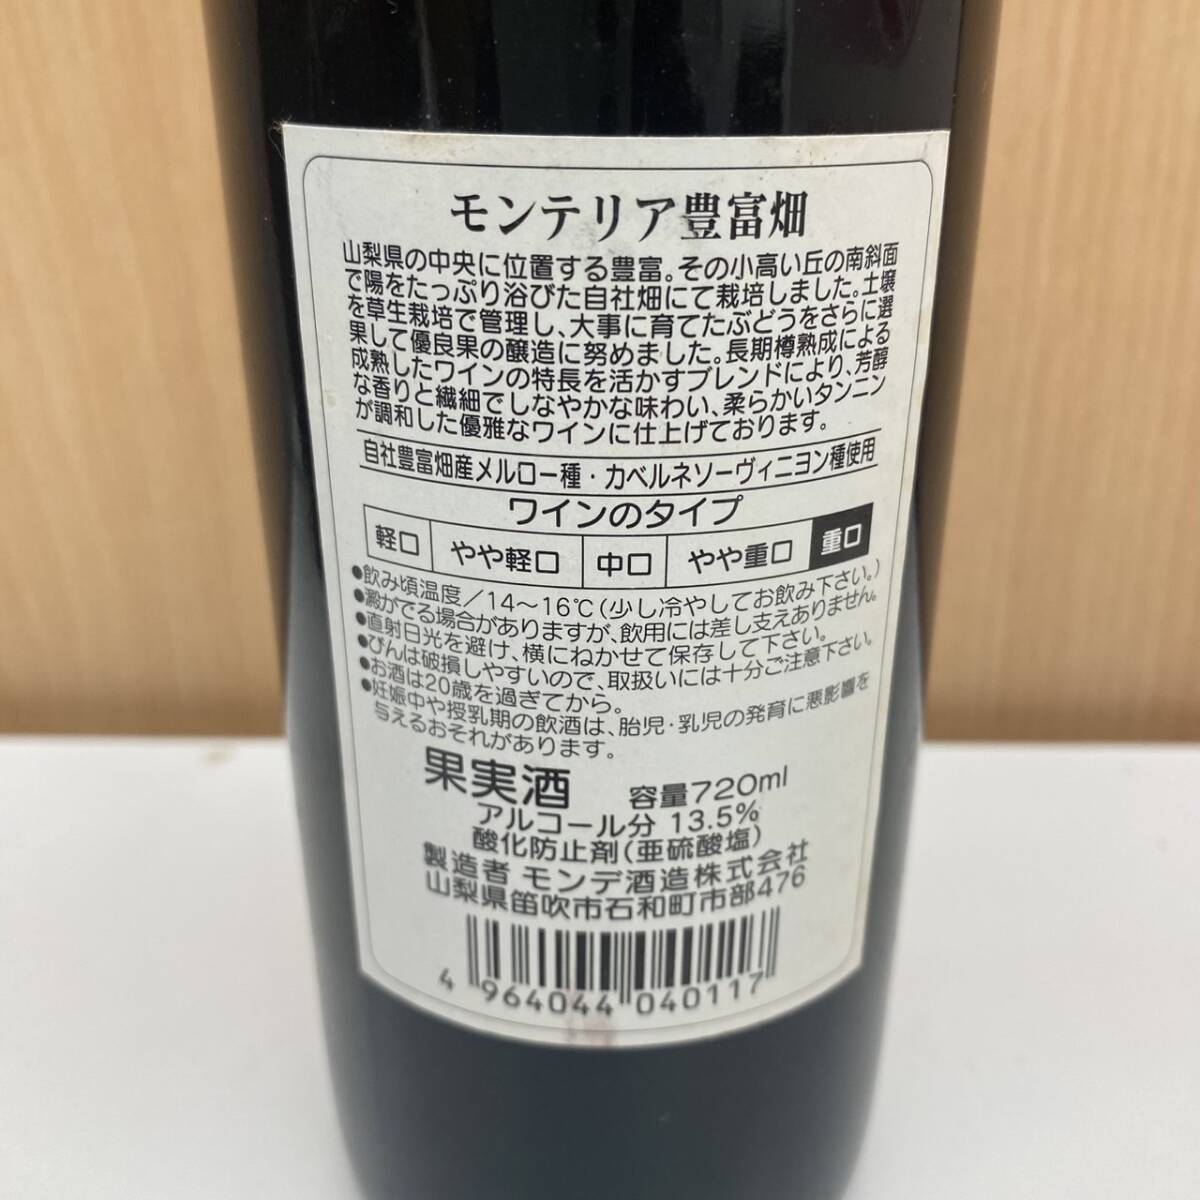 モンテリア豊富畑
山梨県の中央に位置する豊富。その小高い丘の南斜面
で陽をたっぷり浴びた自社畑にて栽培しました。土壌
を草生栽培で管理し、大事に育てたぶどうをさらに選
果して優良果の醸造に努めました。長期樽熟成による
成熟したワインの特長を活かすブレンドにより、芳醇
な香りと繊細でしなやかな味わい、柔らかいタンニン
が調和した優雅なワインに仕上げております。
自社豊富畑産メルロー種・カベルネソーヴィニヨン種使用
ワインのタイプ
軽口 やや軽口 中口 やや重口 重口
●飲み頃温度／14〜16℃(少し冷やしてお飲み下さい。)
●澱がでる場合がありますが、飲用には差し支えありません。
●直射日光を避け、横にねかせて保存して下さい。
●びんは破損しやすいので、取扱いには十分ご注意下さい。
●お酒は20歳を過ぎてから。
●妊娠中や授乳期の飲酒は、胎児・乳児の発育に悪影響を
与えるおそれがあります。
果実酒 容量720ml
アルコール分 13.5%
酸化防止剤(亜硫酸塩)
製造者 モンデ酒造株式会社
山梨県笛吹市石和町市部476
4 964044 040117